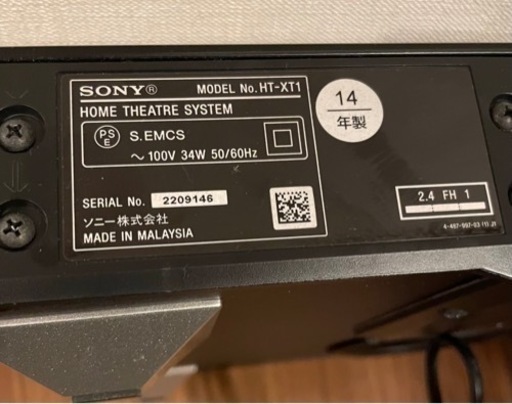 SONY® MODEL No. HT-XT1
HOME THEATRE SYSTEM
PS E S.EMCS
~ 100V 34W 50/60Hz
SERIAL No. 2209146
ソニー株式会社
MADE IN MALAYSIA
14
年製
2.4 FH 1